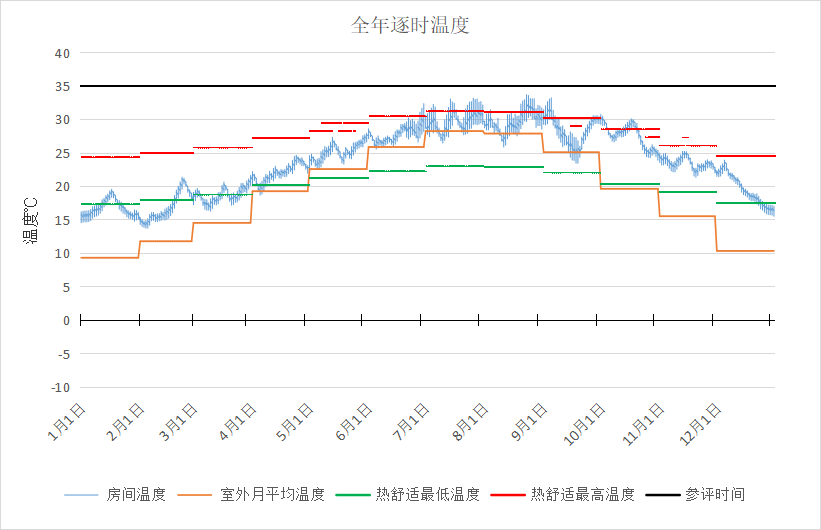 全年逐时温度
40
35
30
25
20
15
10
5
0
-5
-10
温度℃
1月1日
2月1日
3月1日
4月1日
5月1日
6月1日
7月1日
8月1日
9月1日
10月1日
11月1日
12月1日
房间温度 室外月平均温度 热舒适最低温度 热舒适最高温度 参评时间